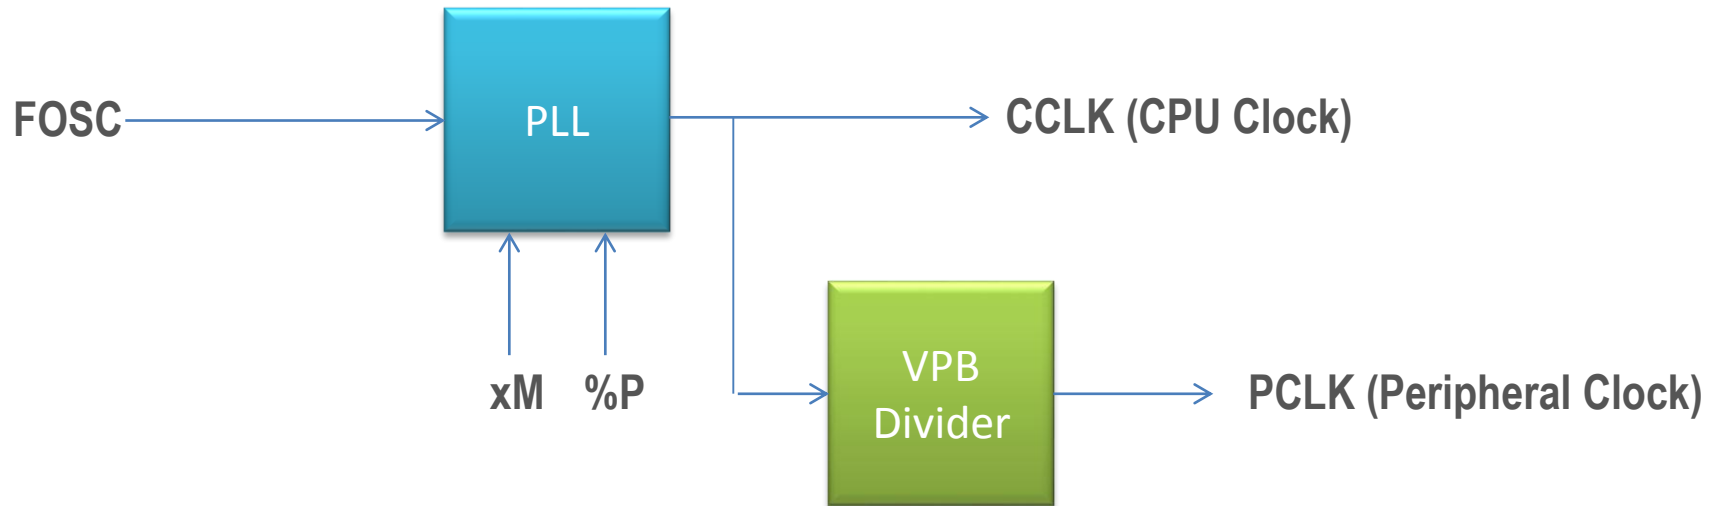 FOSC
PLL
CCLK (CPU Clock)
xM
%P
VPB
Divider
PCLK (Peripheral Clock)